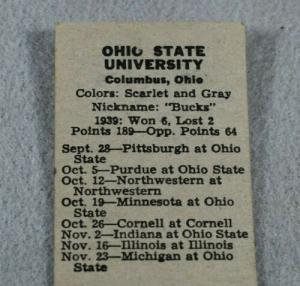 OHIO STATE
UNIVERSITY
Columbus, Ohio
Colors: Scarlet and Gray
Nickname: "Bucks"
1939: Won 6, Lost 2
Points 189—Opp. Points 64
Sept. 28—Pittsburgh at Ohio
State
Oct. 5—Purdue at Ohio State
Oct. 12—Northwestern at
Northwestern
Oct. 19—Minnesota at Ohio
State
Oct. 26—Cornell at Cornell
Nov. 2—Indiana at Ohio State
Nov. 16—Illinois at Illinois
Nov. 23—Michigan at Ohio
State